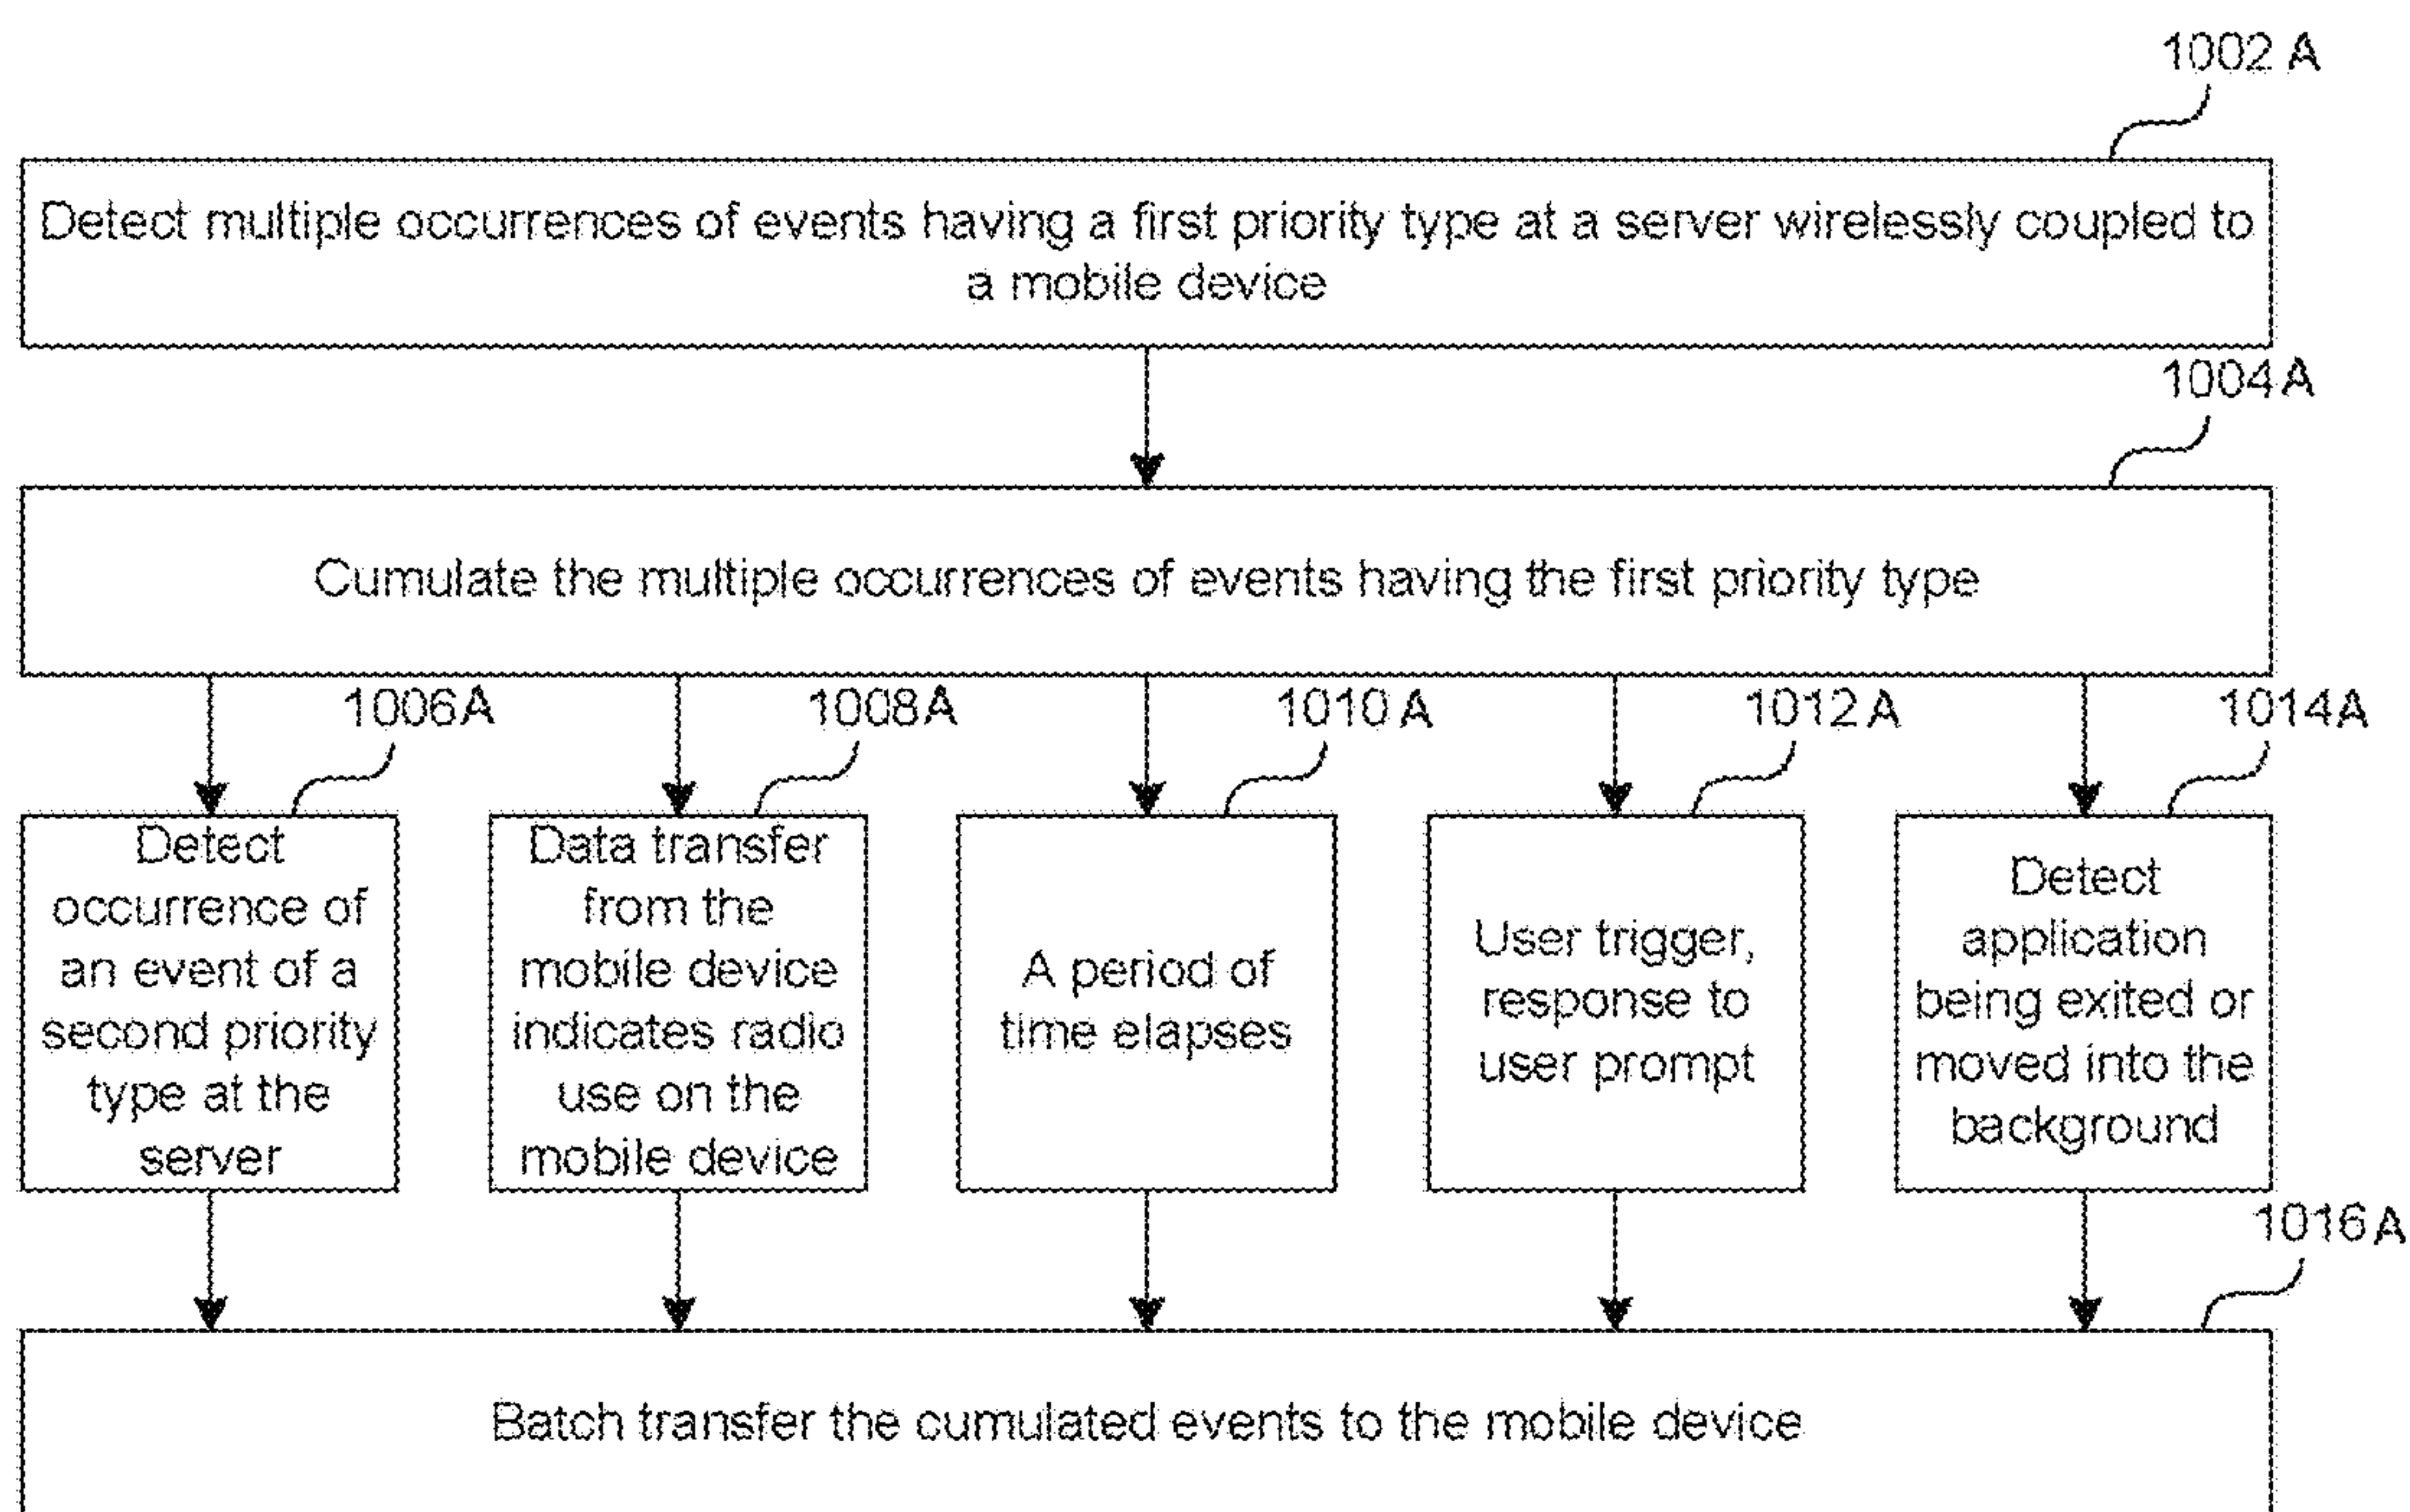 1002 A
Detect multiple occurrences of events having a first priority type at a server wirelessly coupled to
a mobile device
1004 A
Cumulate the multiple occurrences of events having the first priority type
1006A
1008A
1010 A
1012 A
1014A
Detect
occurrence of
an event of a
second priority
type at the
server
Data transfer
from the
mobile device
indicates radio
use on the
mobile device
A period of
time elapses
User trigger,
response to
user prompt
Detect
application
being exited or
moved into the
background
1016A
Batch transfer the cumulated events to the mobile device